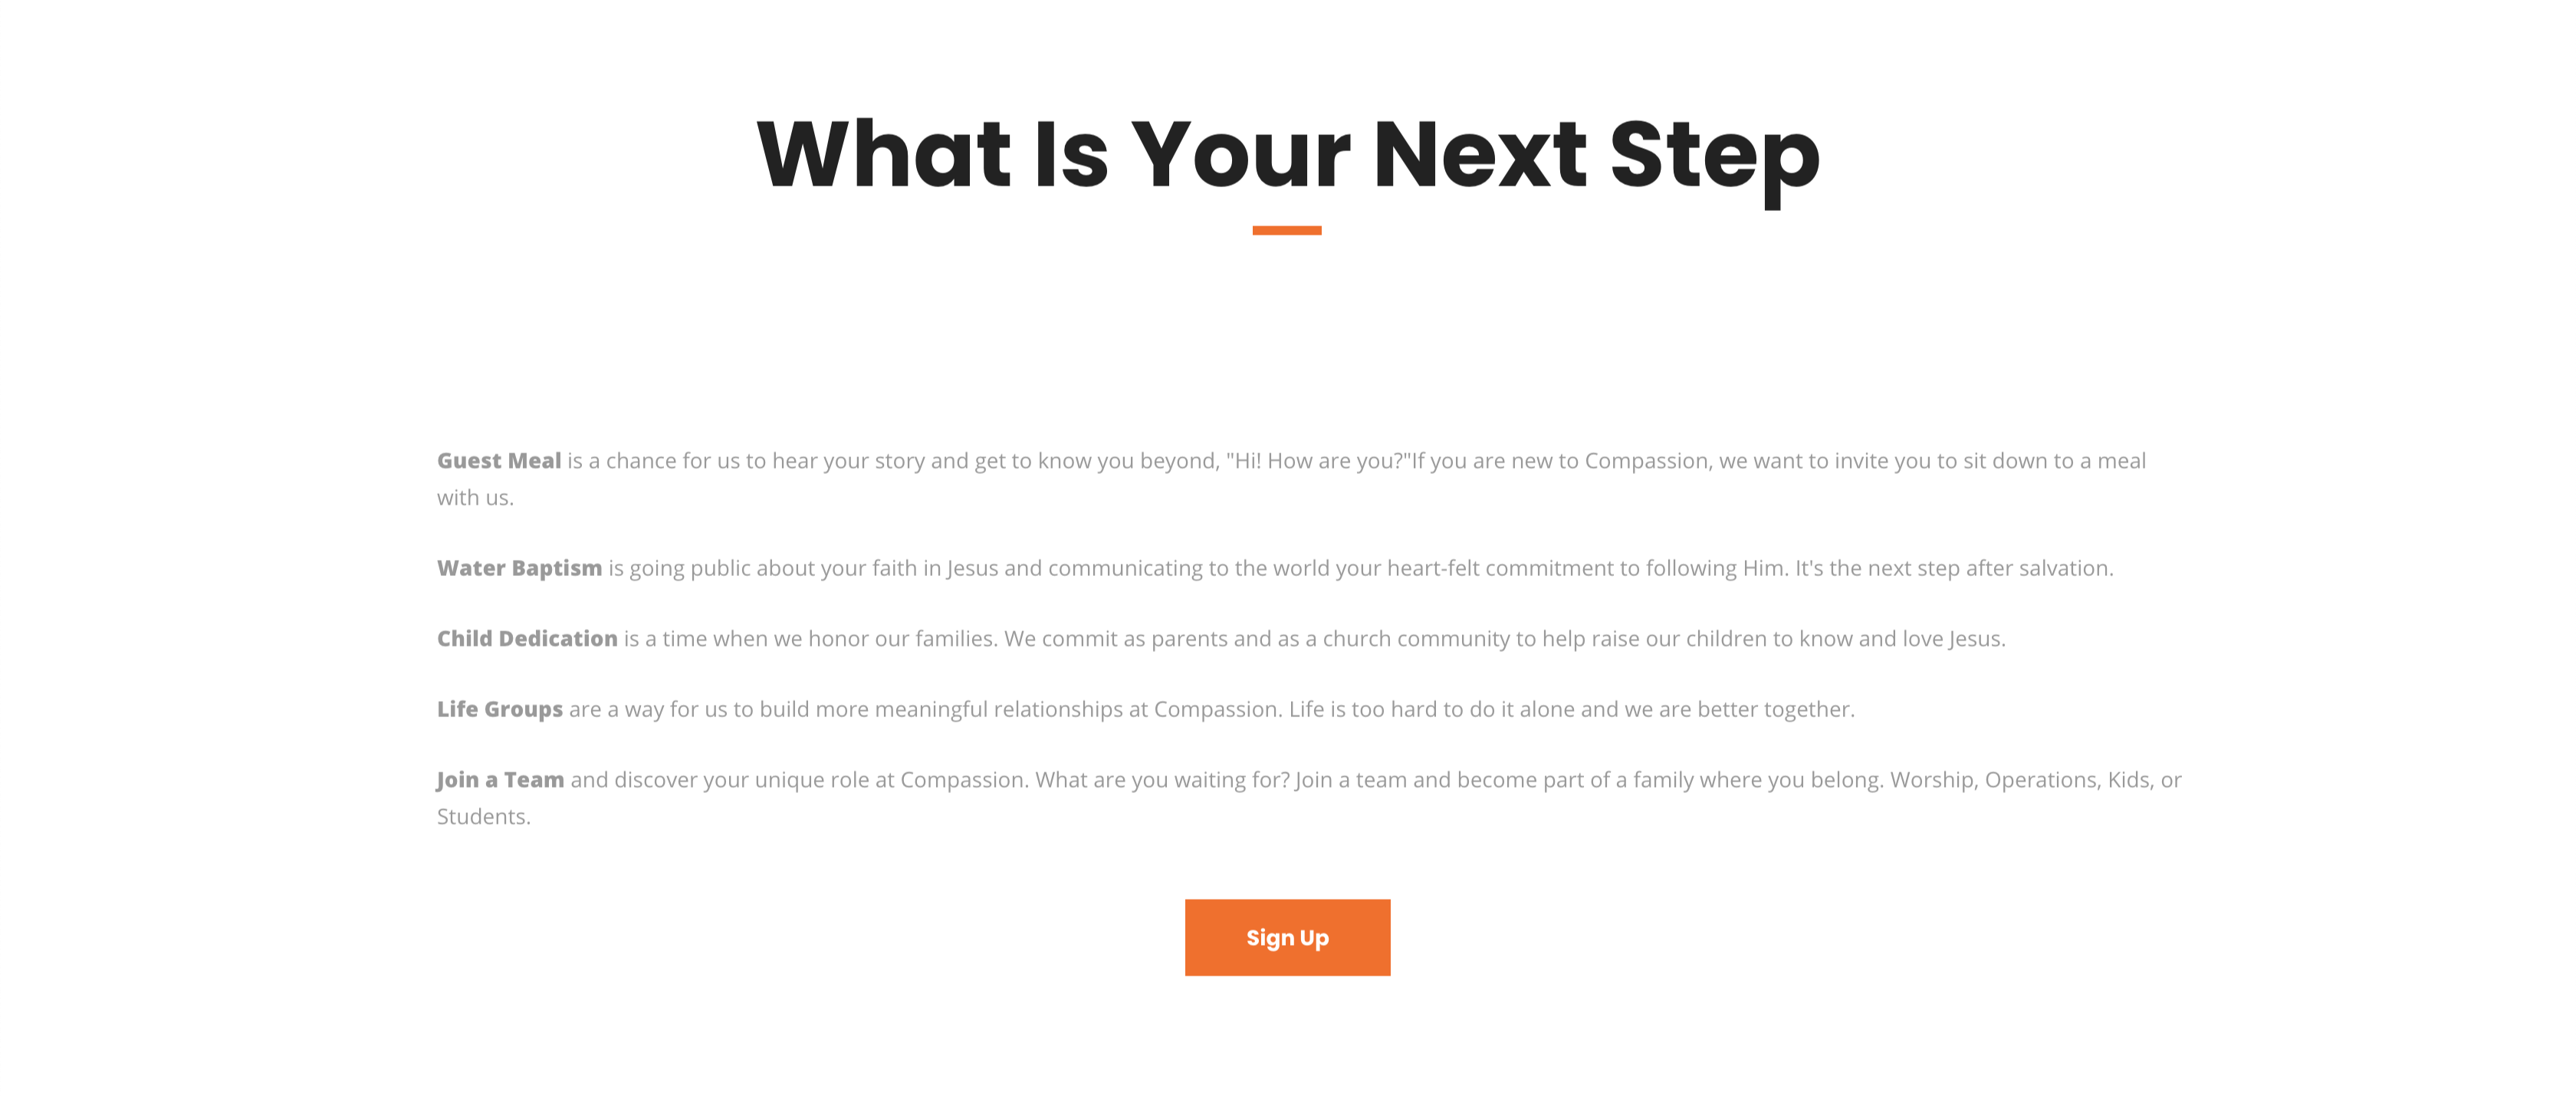 What Is Your Next Step
Guest Meal is a chance for us to hear your story and get to know you beyond, "Hi! How are you?"If you are new to Compassion, we want to invite you to sit down to a meal
with us.
Water Baptism is going public about your faith in Jesus and communicating to the world your heart-felt commitment to following Him. It's the next step after salvation.
Child Dedication is a time when we honor our families. We commit as parents and as a church community to help raise our children to know and love Jesus.
Life Groups are a way for us to build more meaningful relationships at Compassion. Life is too hard to do it alone and we are better together.
Join a Team and discover your unique role at Compassion. What are you waiting for? Join a team and become part of a family where you belong. Worship, Operations, Kids, or
Students.
Sign Up